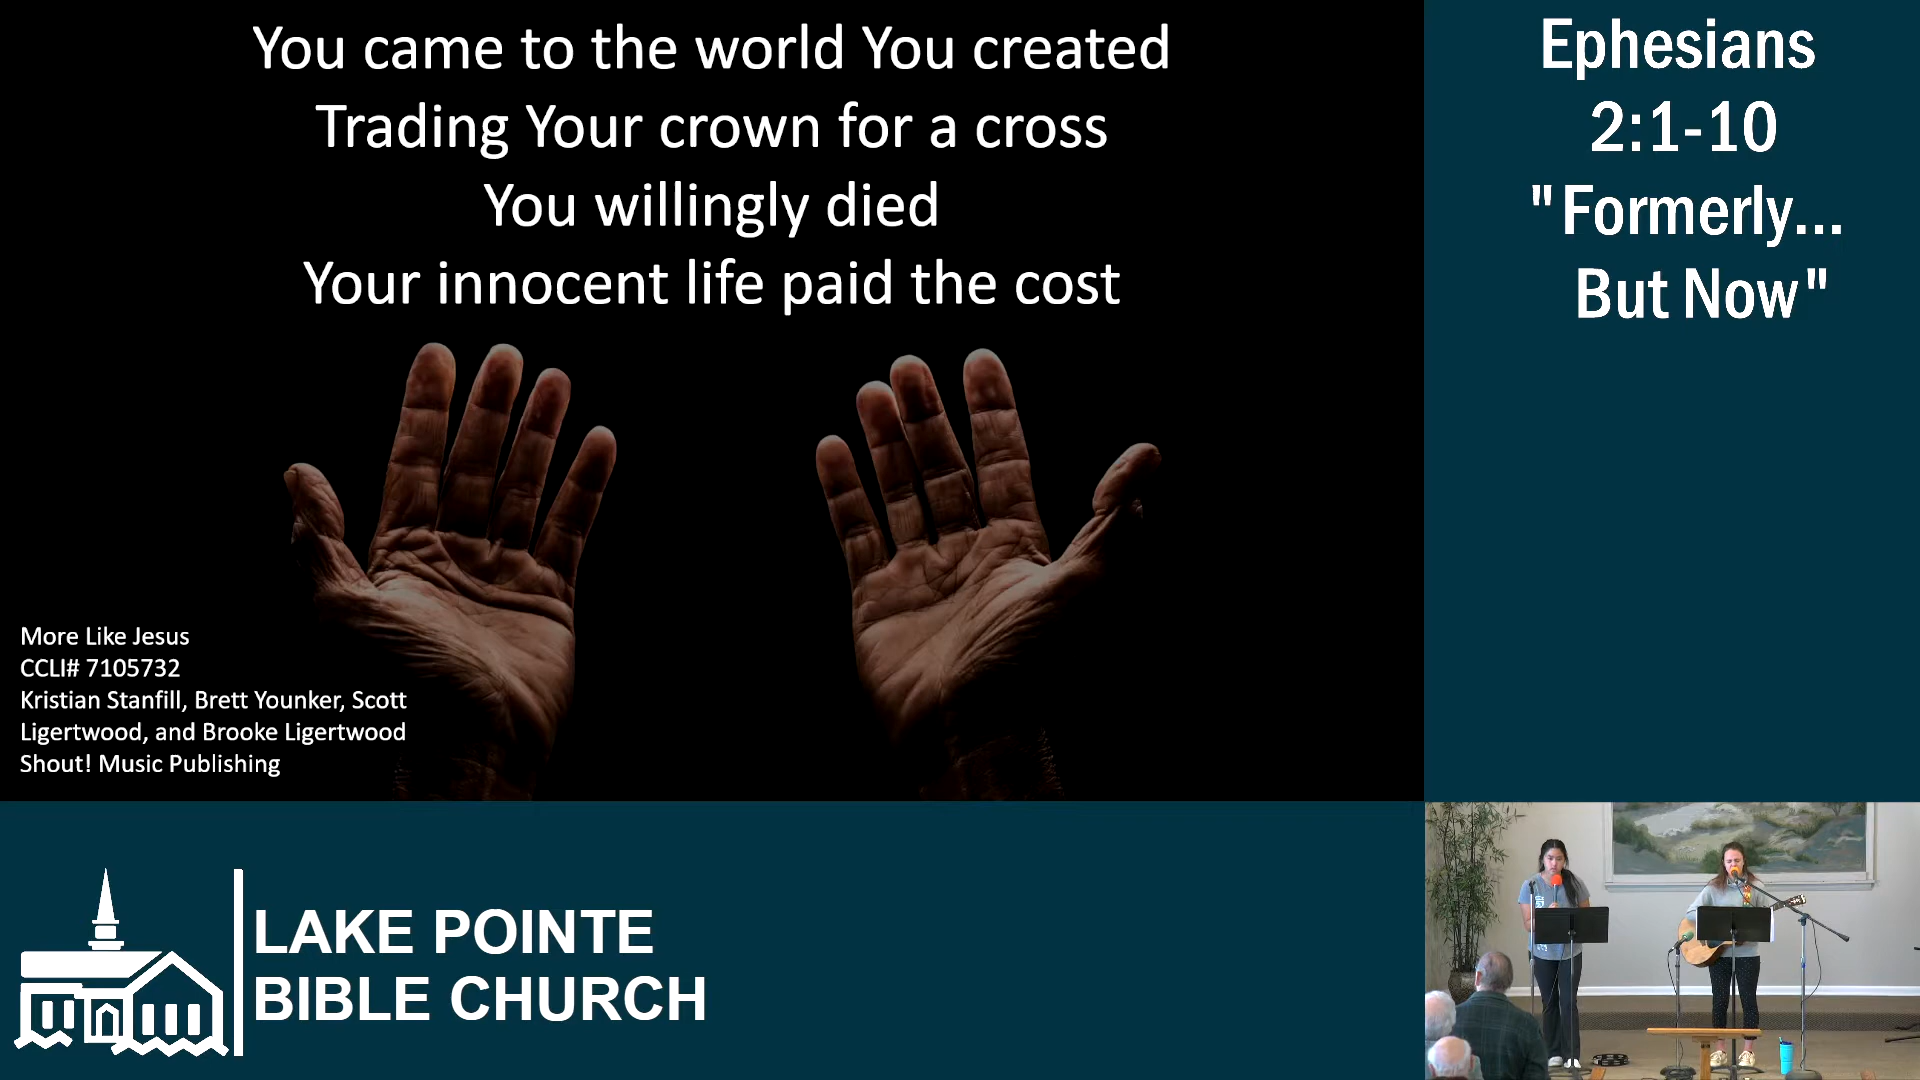 You came to the world You created
Trading Your crown for a cross
You willingly died
Your innocent life paid the cost
More Like Jesus
CCLI# 7105732
Kristian Stanfill, Brett Younker, Scott
Ligertwood, and Brooke Ligertwood
Shout! Music Publishing
Ephesians
2:1-10
"Formerly...
But Now"
LAKE POINTE
BIBLE CHURCH